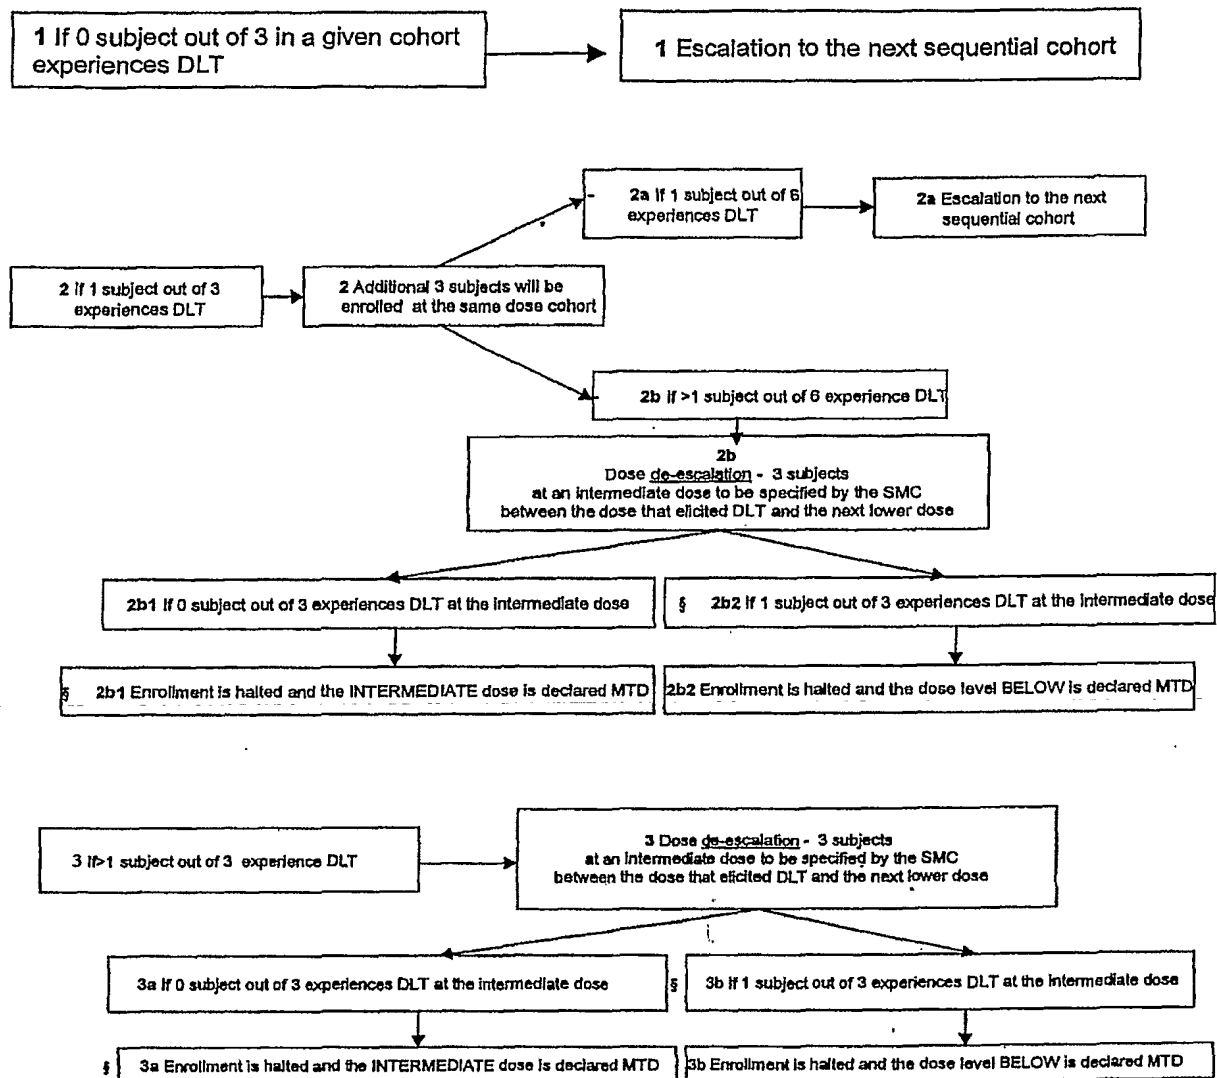 1 If 0 subject out of 3 in a given cohort
experiences DLT
1 Escalation to the next sequential cohort
2a If 1 subject out of 6
experiences DLT
2a Escalation to the next
sequential cohort
2 If 1 subject out of 3
experiences DLT
2 Additional 3 subjects will be
enrolled at the same dose cohort
2b If >1 subject out of 6 experience DLT
2b
Dose de-escalation - 3 subjects
at an intermediate dose to be specified by the SMC
between the dose that elicited DLT and the next lower dose
2b1 If 0 subject out of 3 experiences DLT at the intermediate dose
§ 2b2 If 1 subject out of 3 experiences DLT at the intermediate dose
§ 2b1 Enrollment is halted and the INTERMEDIATE dose is declared MTD
2b2 Enrollment is halted and the dose level BELOW is declared MTD
3 If>1 subject out of 3 experience DLT
3 Dose de-escalation - 3 subjects
at an intermediate dose to be specified by the SMC
between the dose that elicited DLT and the next lower dose
3a If 0 subject out of 3 experiences DLT at the intermediate dose
§ 3b If 1 subject out of 3 experiences DLT at the intermediate dose
§ 3a Enrollment is halted and the INTERMEDIATE dose is declared MTD
3b Enrollment is halted and the dose level BELOW is declared MTD